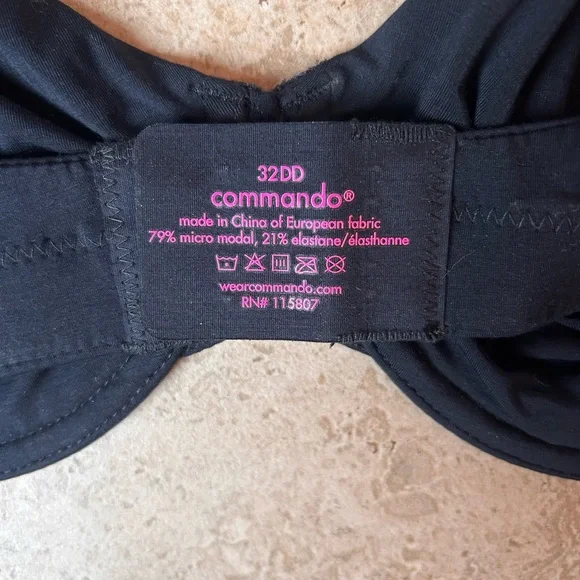 32DD
commando®
made in China of European fabric
79% micro modal, 21% elastane/élasthanne
wearcommando.com
RN# 115807